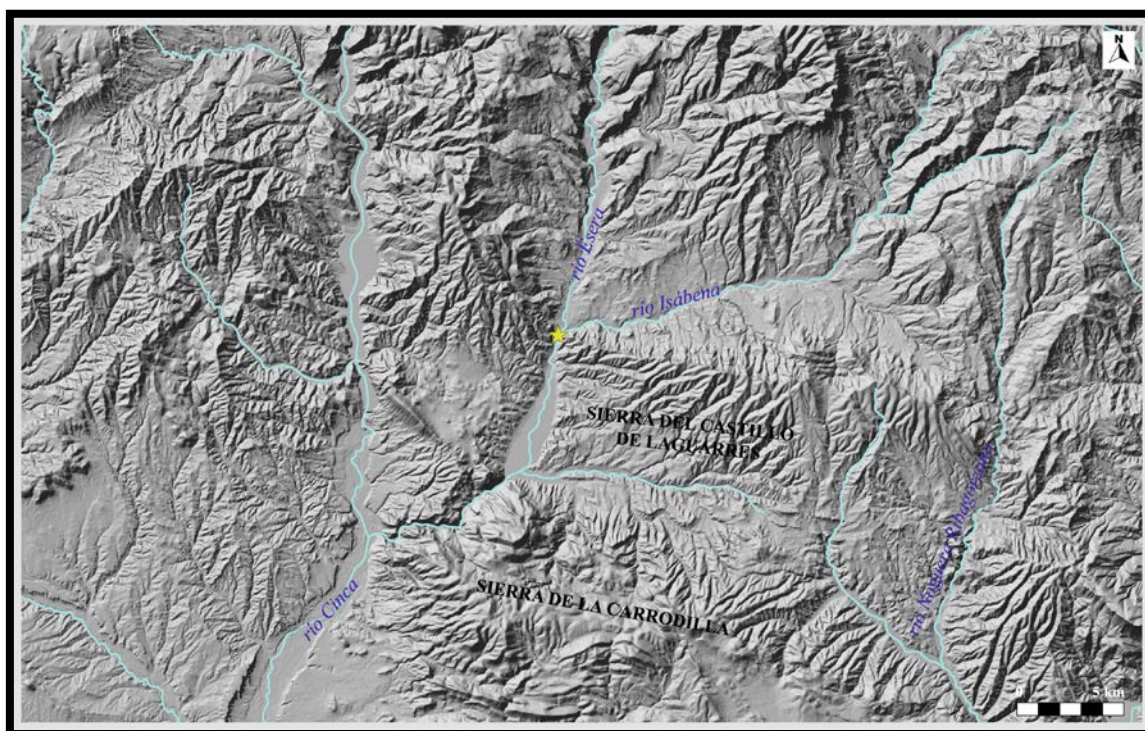 N
río Esera
río Isábena
SIERRA DEL CASTILLO
DE LAGUARRES
río Noguera Ribagorzana
SIERRA DE LA CARRODILLA
río Cinca
0 5 km